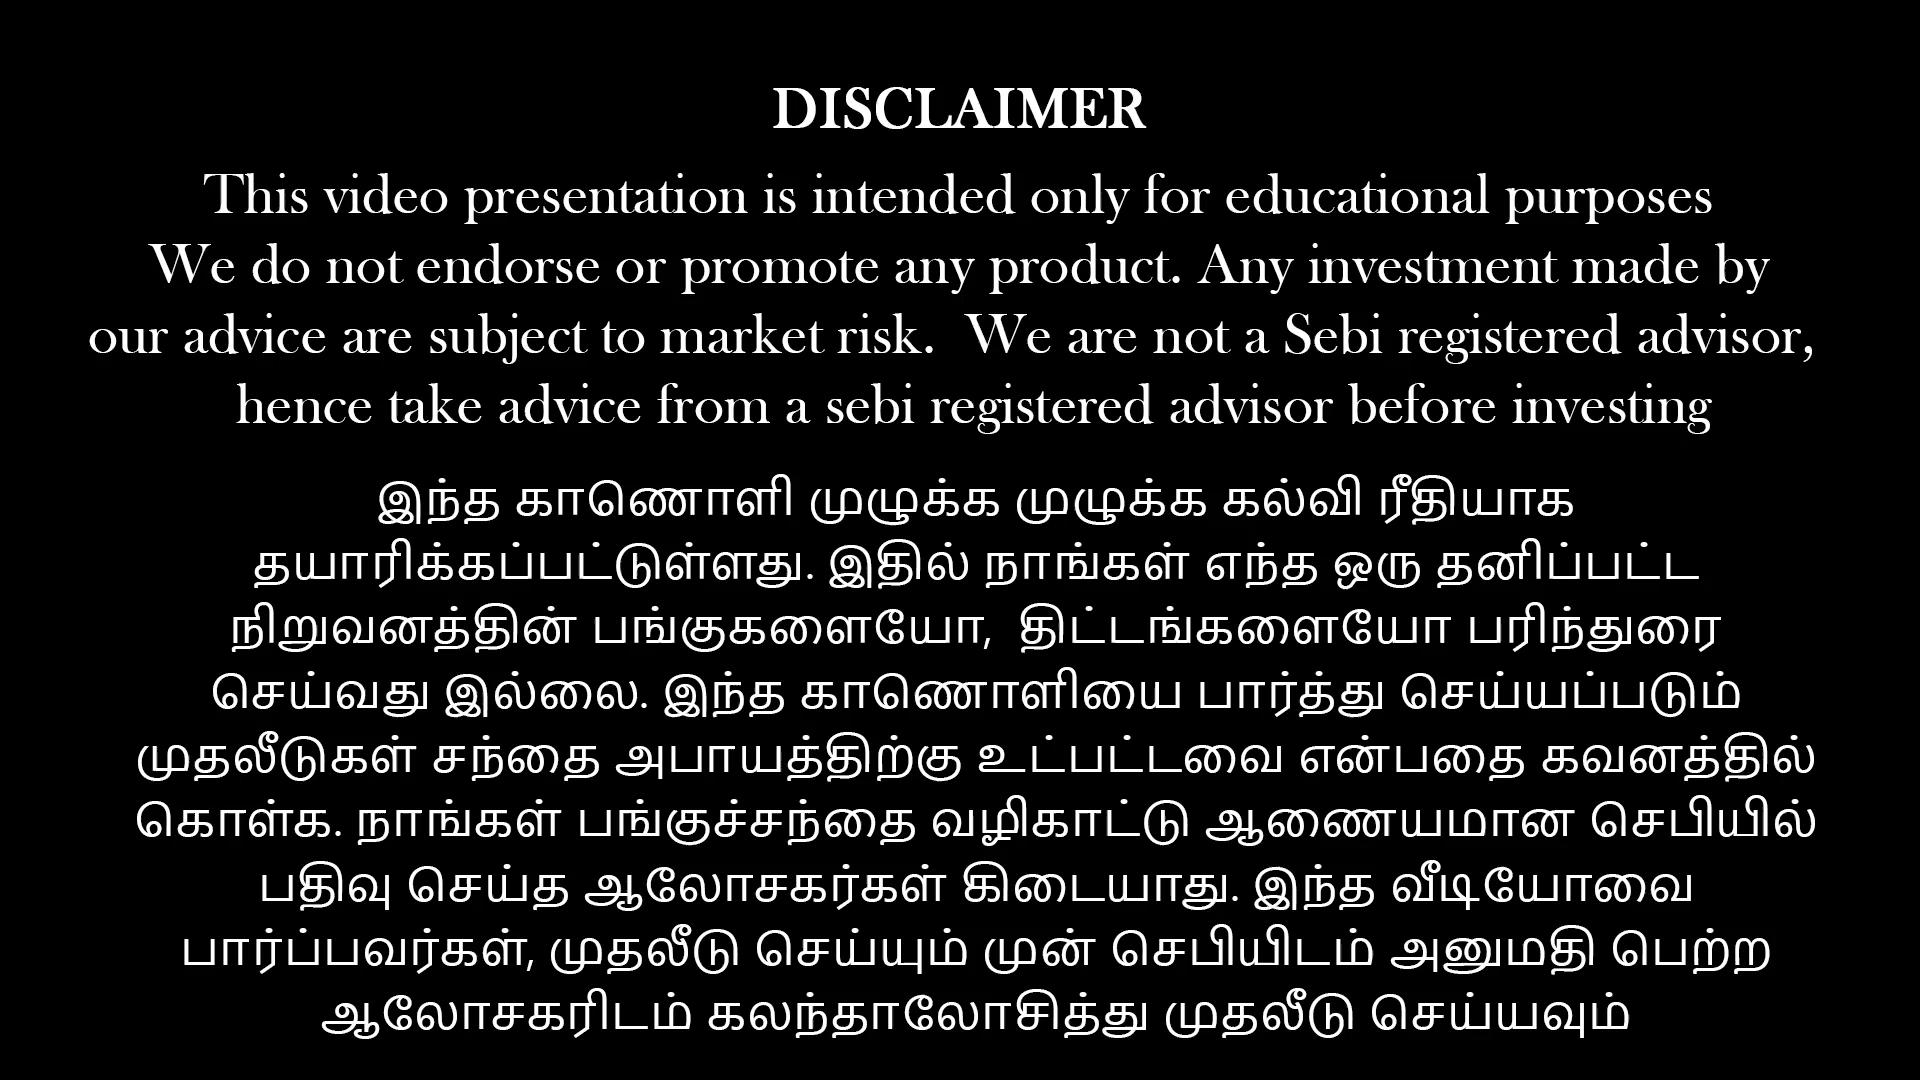 DISCLAIMER
This video presentation is intended only for educational purposes
We do not endorse or promote any product. Any investment made by
our advice are subject to market risk.  We are not a Sebi registered advisor,
hence take advice from a sebi registered advisor before investing
இந்த காணொளி முழுக்க முழுக்க கல்வி ரீதியாக
தயாரிக்கப்பட்டுள்ளது. இதில் நாங்கள் எந்த ஒரு தனிப்பட்ட
நிறுவனத்தின் பங்குகளையோ,  திட்டங்களையோ பரிந்துரை
செய்வது இல்லை. இந்த காணொளியை பார்த்து செய்யப்படும்
முதலீடுகள் சந்தை அபாயத்திற்கு உட்பட்டவை என்பதை கவனத்தில்
கொள்க. நாங்கள் பங்குச்சந்தை வழிகாட்டு ஆணையமான செபியில்
பதிவு செய்த ஆலோசகர்கள் கிடையாது. இந்த வீடியோவை
பார்ப்பவர்கள், முதலீடு செய்யும் முன் செபியிடம் அனுமதி பெற்ற
ஆலோசகரிடம் கலந்தாலோசித்து முதலீடு செய்யவும்